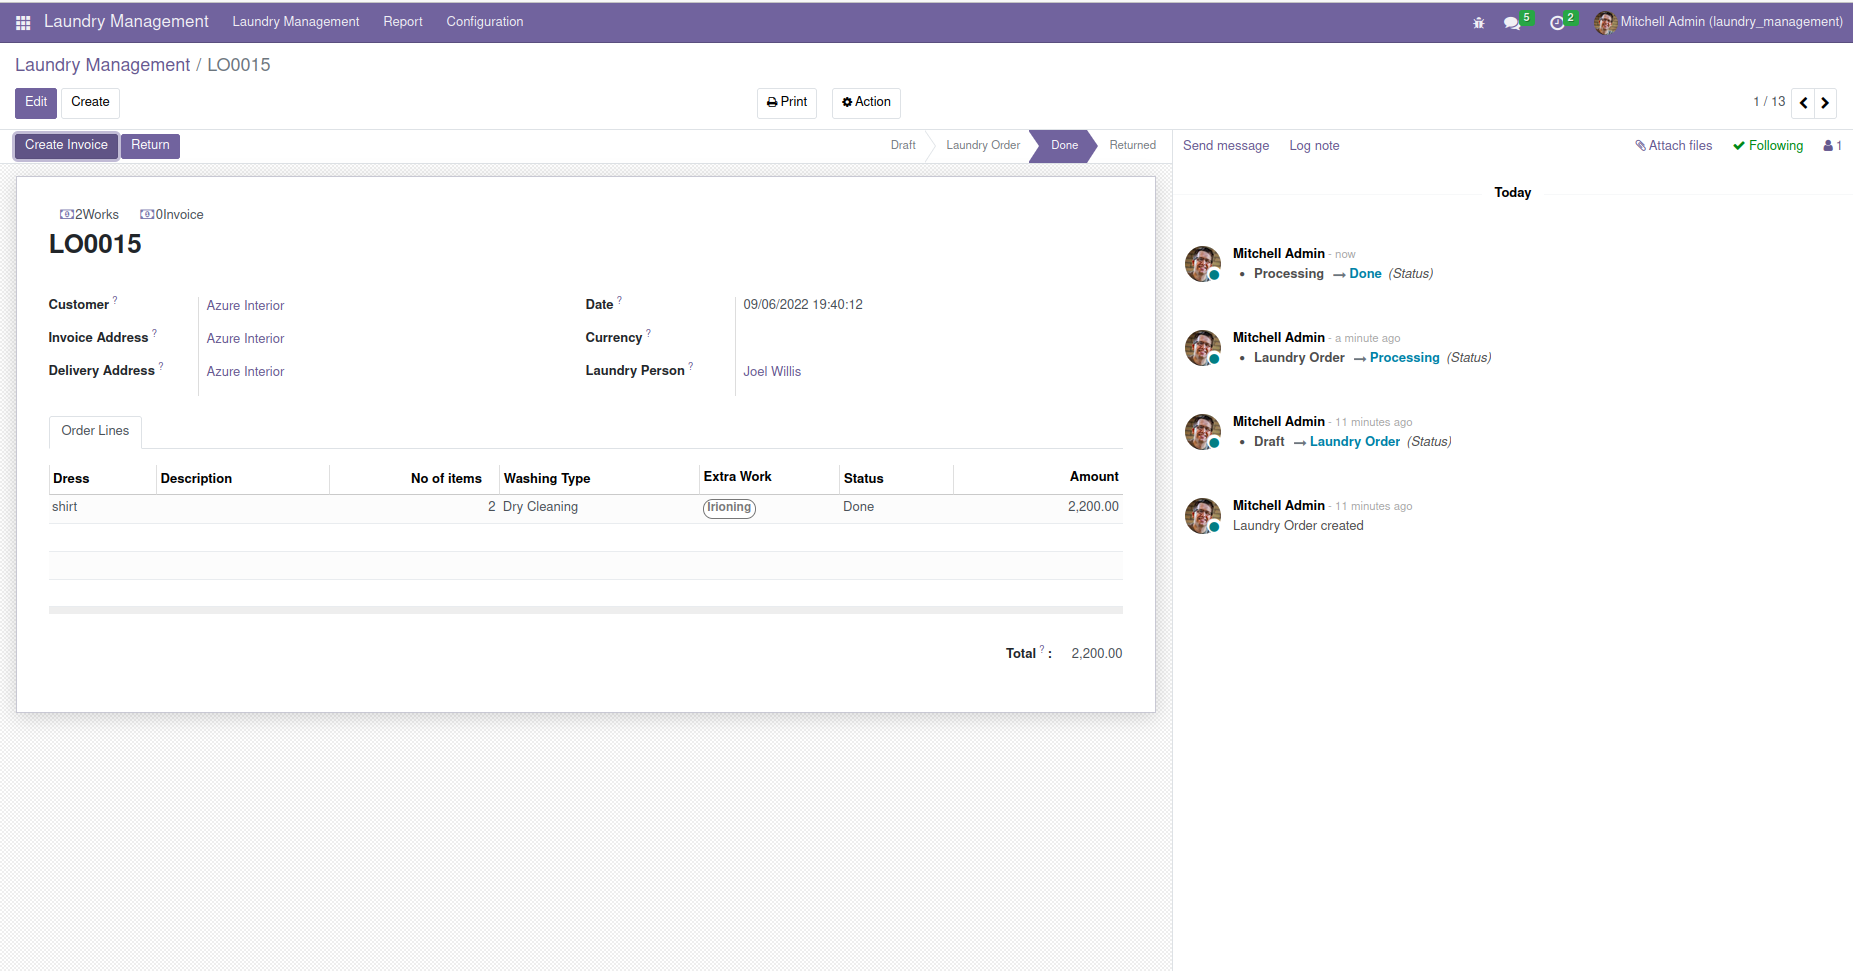 Laundry Management Laundry Management Report Configuration 5 2 Mitchell Admin (laundry_management)
Laundry Management / LO0015
Edit Create Print Action 1 / 13
Create Invoice Return Draft Laundry Order Done Returned
2Works 0Invoice
LO0015
Customer ? Azure Interior Date ? 09/06/2022 19:40:12
Invoice Address ? Azure Interior Currency ?
Delivery Address ? Azure Interior Laundry Person ? Joel Willis
Order Lines
Dress Description No of items Washing Type Extra Work Status Amount
shirt 2 Dry Cleaning Irioning Done 2,200.00
Total ? : 2,200.00
Send message Log note Attach files Following 1
Today
Mitchell Admin - now
• Processing → Done (Status)
Mitchell Admin - a minute ago
• Laundry Order → Processing (Status)
Mitchell Admin - 11 minutes ago
• Draft → Laundry Order (Status)
Mitchell Admin - 11 minutes ago
Laundry Order created